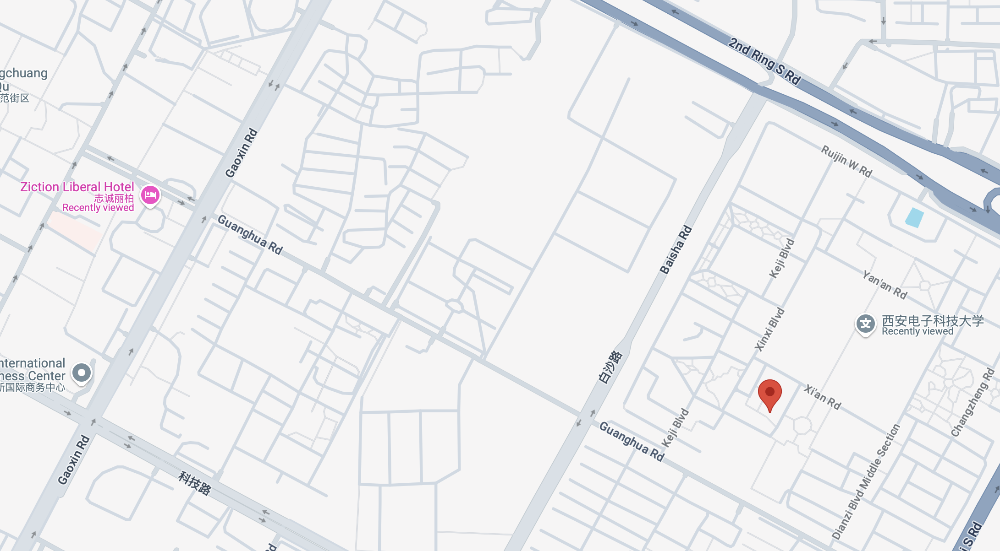 2nd Ring S Rd
gchuang
Qu
范街区
Gaoxin Rd
Ruijin W Rd
Ziction Liberal Hotel
志诚丽柏
Recently viewed
Guanghua Rd
Baisha Rd
Keji Blvd
Yan'an Rd
西安电子科技大学
Recently viewed
Xinxi Blvd
白沙路
nternational
ness Center
新国际商务中心
Xi'an Rd
Changzheng Rd
Keji Blvd
Guanghua Rd
Gaoxin Rd
科技路
Dianzi Blvd Middle Section
i S Rd